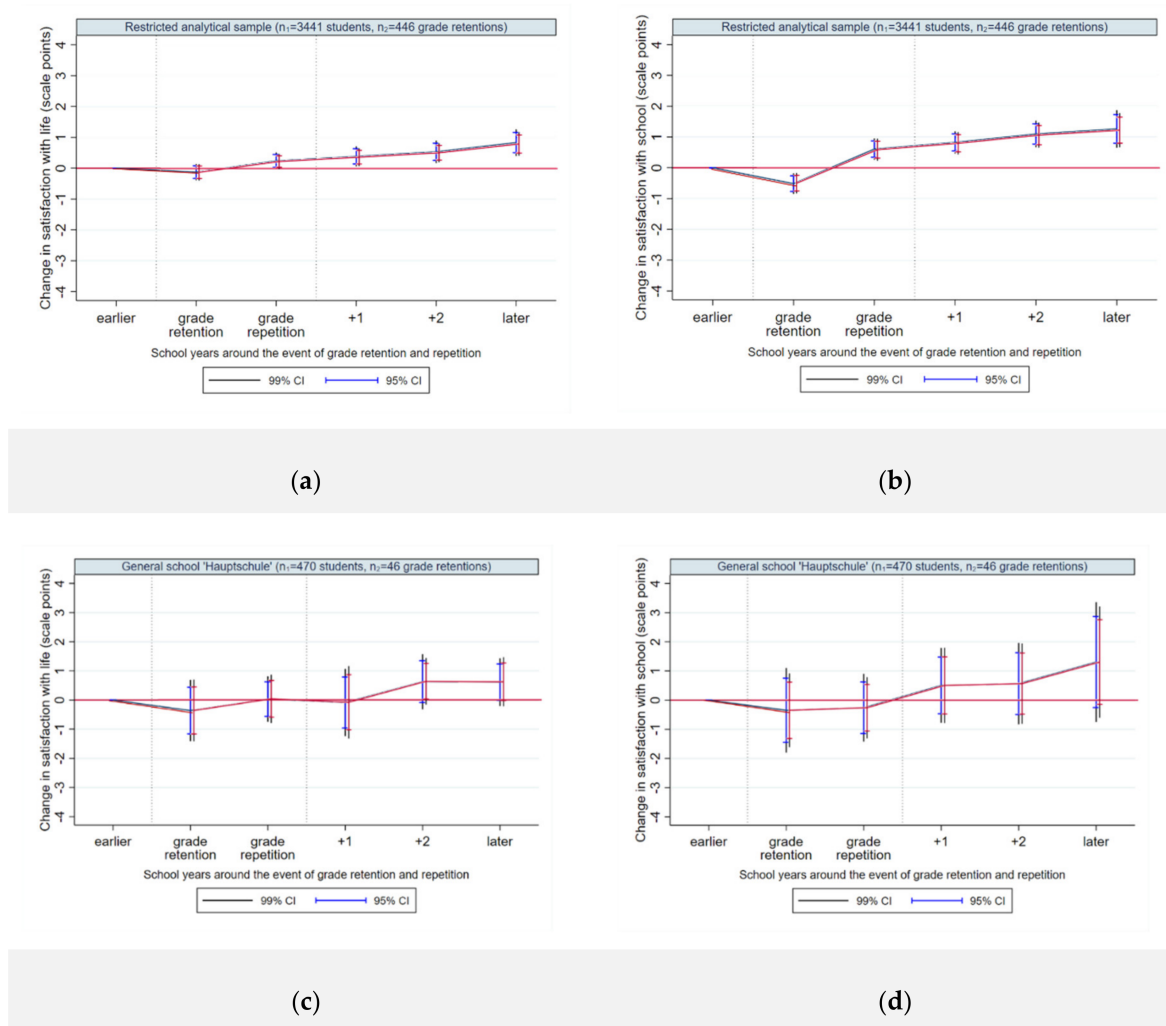 Restricted analytical sample (n₁=3441 students, n₂=446 grade retentions)
Change in satisfaction with life (scale points)
4
3
2
1
0
-1
-2
-3
-4
earlier
grade retention
grade repetition
+1
+2
later
School years around the event of grade retention and repetition
99% CI
95% CI
(a)
Restricted analytical sample (n₁=3441 students, n₂=446 grade retentions)
Change in satisfaction with school (scale points)
4
3
2
1
0
-1
-2
-3
-4
earlier
grade retention
grade repetition
+1
+2
later
School years around the event of grade retention and repetition
99% CI
95% CI
(b)
General school 'Hauptschule' (n₁=470 students, n₂=46 grade retentions)
Change in satisfaction with life (scale points)
4
3
2
1
0
-1
-2
-3
-4
earlier
grade retention
grade repetition
+1
+2
later
School years around the event of grade retention and repetition
99% CI
95% CI
(c)
General school 'Hauptschule' (n₁=470 students, n₂=46 grade retentions)
Change in satisfaction with school (scale points)
4
3
2
1
0
-1
-2
-3
-4
earlier
grade retention
grade repetition
+1
+2
later
School years around the event of grade retention and repetition
99% CI
95% CI
(d)